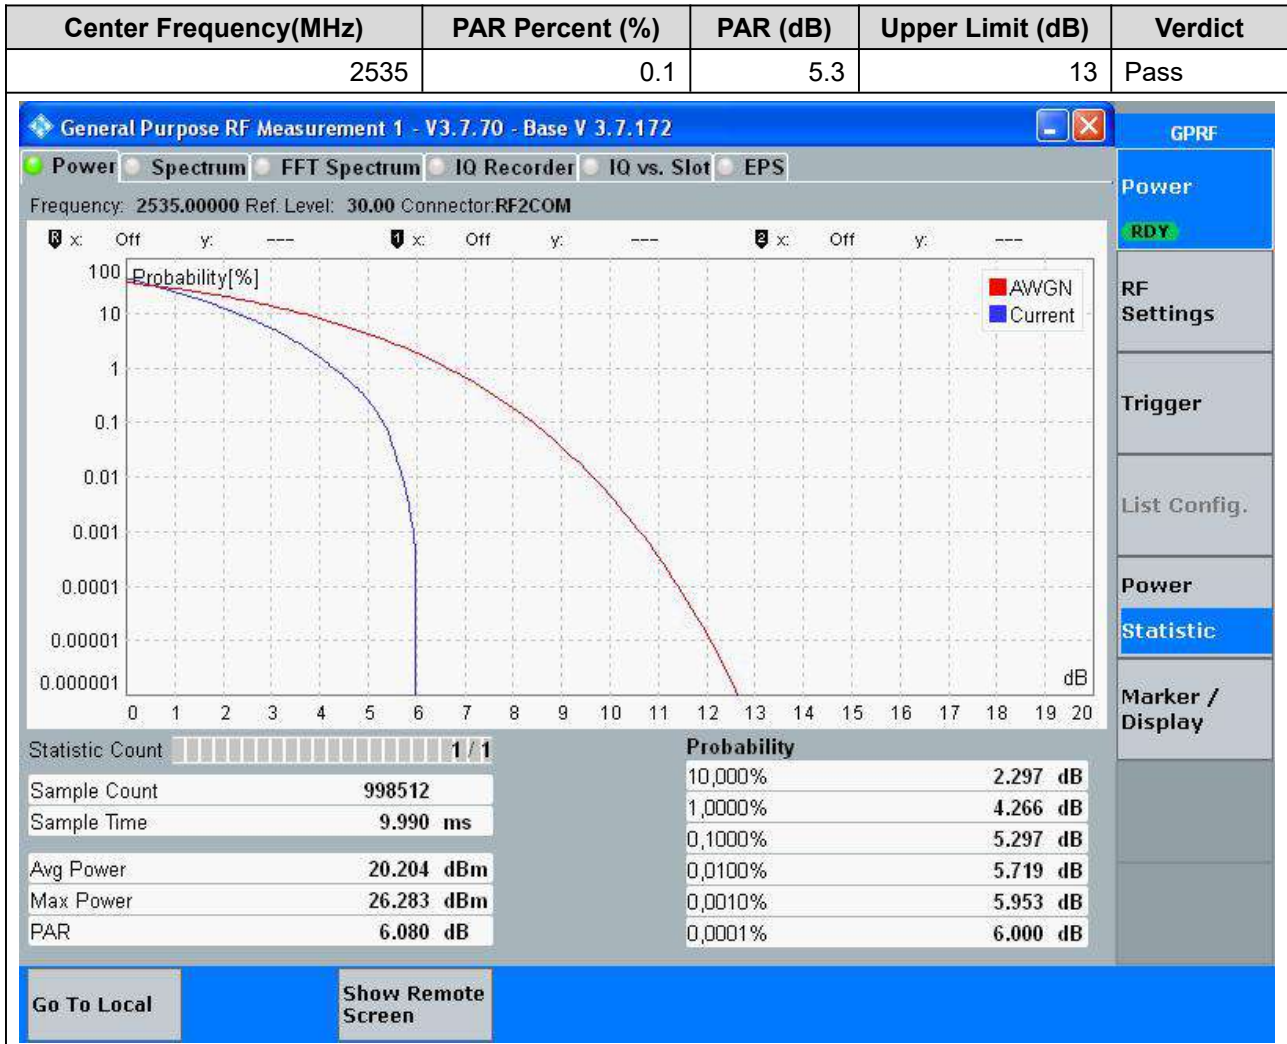 Center Frequency(MHz) PAR Percent (%) PAR (dB) Upper Limit (dB) Verdict
2535 0.1 5.3 13 Pass
General Purpose RF Measurement 1 - V3.7.70 - Base V 3.7.172
GPRF
Power Spectrum FFT Spectrum IQ Recorder IQ vs. Slot EPS
Frequency: 2535.00000 Ref. Level: 30.00 Connector:RF2COM
R x: Off y: --- 1 x: Off y: --- 2 x: Off y: ---
Probability[%]
AWGN
Current
100
10
1
0.1
0.01
0.001
0.0001
0.00001
0.000001
dB
0 1 2 3 4 5 6 7 8 9 10 11 12 13 14 15 16 17 18 19 20
Statistic Count 1 / 1
Sample Count 998512
Sample Time 9.990 ms
Avg Power 20.204 dBm
Max Power 26.283 dBm
PAR 6.080 dB
Probability
10,000% 2.297 dB
1,0000% 4.266 dB
0,1000% 5.297 dB
0,0100% 5.719 dB
0,0010% 5.953 dB
0,0001% 6.000 dB
Power
RDY
RF
Settings
Trigger
List Config.
Power
Statistic
Marker /
Display
Go To Local
Show Remote
Screen